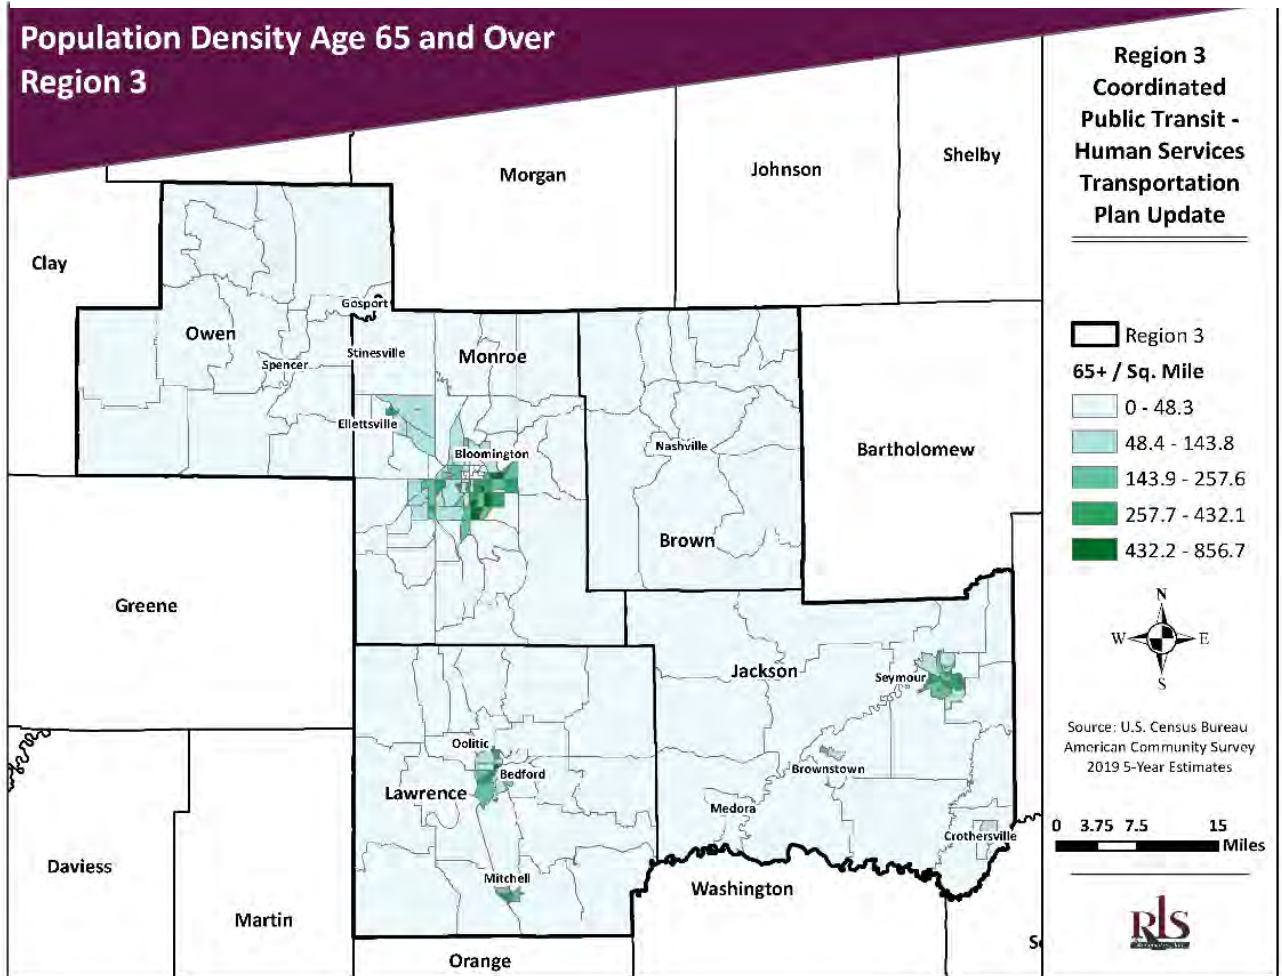 Population Density Age 65 and Over
Region 3
Region 3
Coordinated
Public Transit -
Human Services
Transportation
Plan Update
Morgan
Johnson
Shelby
Clay
Gosport
Owen
Stinesville
Monroe
Spencer
Ellettsville
Bloomington
Nashville
Bartholomew
Brown
Greene
Jackson
Seymour
Oolitic
Bedford
Brownstown
Lawrence
Medora
Crothersville
Daviess
Mitchell
Washington
Martin
Orange
Region 3
65+ / Sq. Mile
0 - 48.3
48.4 - 143.8
143.9 - 257.6
257.7 - 432.1
432.2 - 856.7
N
W E
S
Source: U.S. Census Bureau
American Community Survey
2019 5-Year Estimates
0 3.75 7.5 15
Miles
RLS